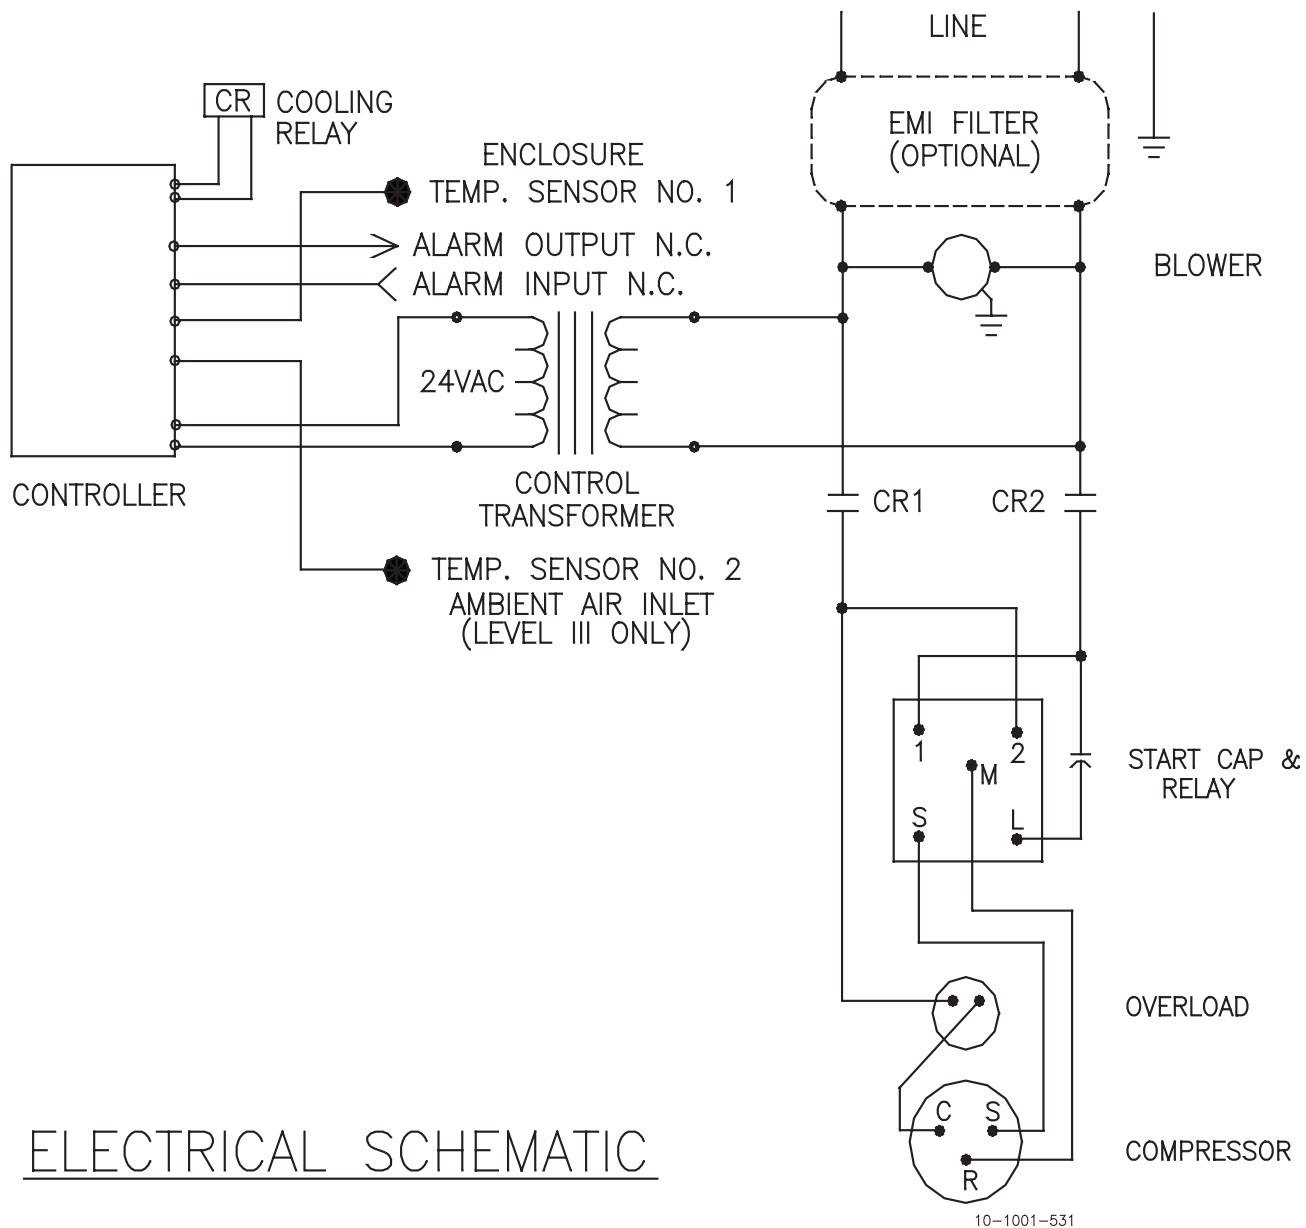 LINE
CR
COOLING
RELAY
EMI FILTER
(OPTIONAL)
ENCLOSURE
TEMP. SENSOR NO. 1
ALARM OUTPUT N.C.
ALARM INPUT N.C.
BLOWER
24VAC
CONTROLLER
CONTROL
TRANSFORMER
CR1
CR2
TEMP. SENSOR NO. 2
AMBIENT AIR INLET
(LEVEL III ONLY)
1
2
M
S
L
START CAP &
RELAY
OVERLOAD
C
S
R
COMPRESSOR
ELECTRICAL SCHEMATIC
10-1001-531